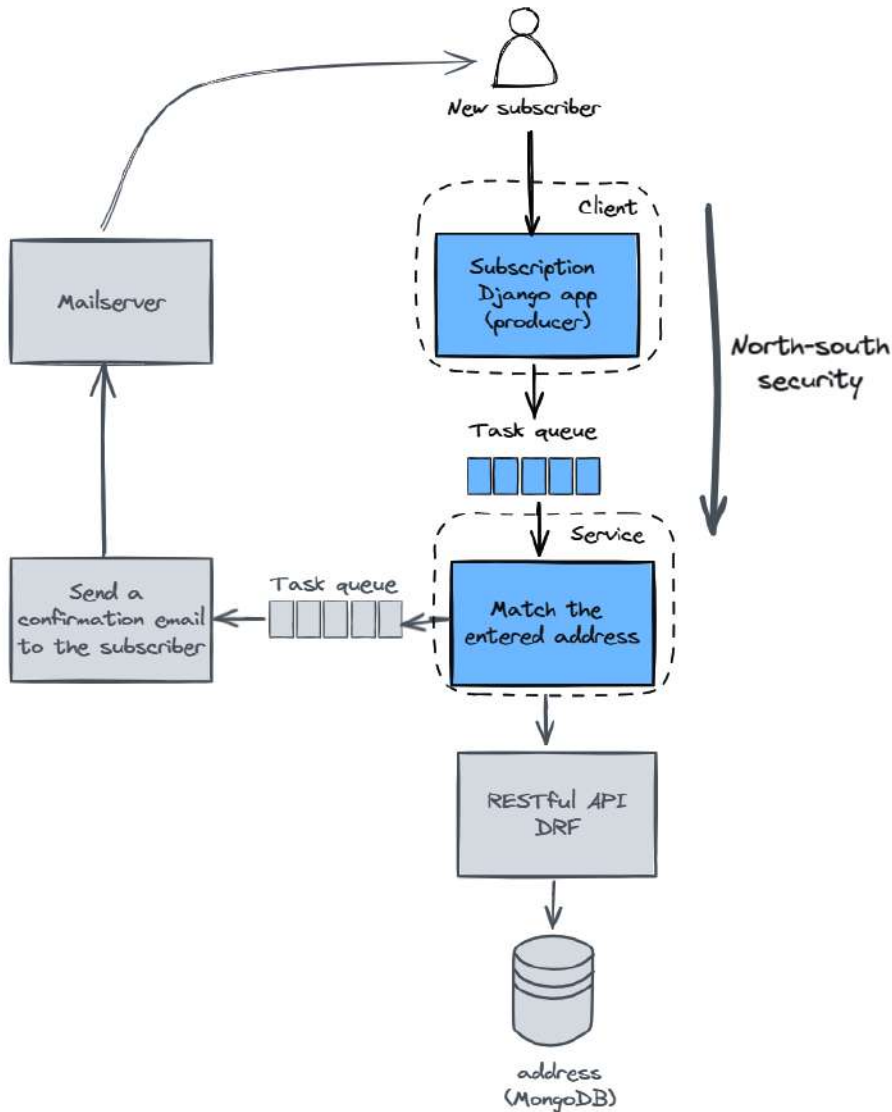 New subscriber
Client
Subscription
Django app
(producer)
Mailserver
North-south
security
Task queue
Service
Match the
entered address
Task queue
Send a
confirmation email
to the subscriber
RESTful API
DRF
address
(MongoDB)